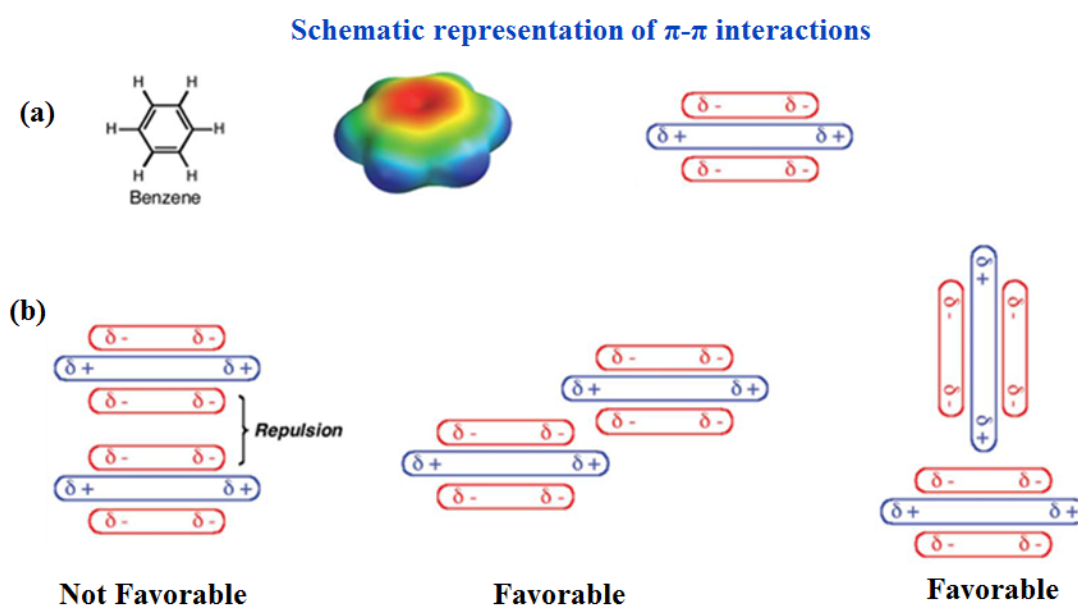 Schematic representation of π-π interactions
(a)
H H
H H
H H
Benzene
δ - δ -
δ + δ +
δ - δ -
(b)
δ - δ -
δ + δ +
δ - δ -
Repulsion
δ - δ -
δ + δ +
δ - δ -
Not Favorable
δ - δ -
δ + δ +
δ - δ -
δ - δ -
δ + δ +
δ - δ -
Favorable
δ +
δ - δ -
δ - δ -
δ +
δ - δ -
δ + δ +
δ - δ -
Favorable